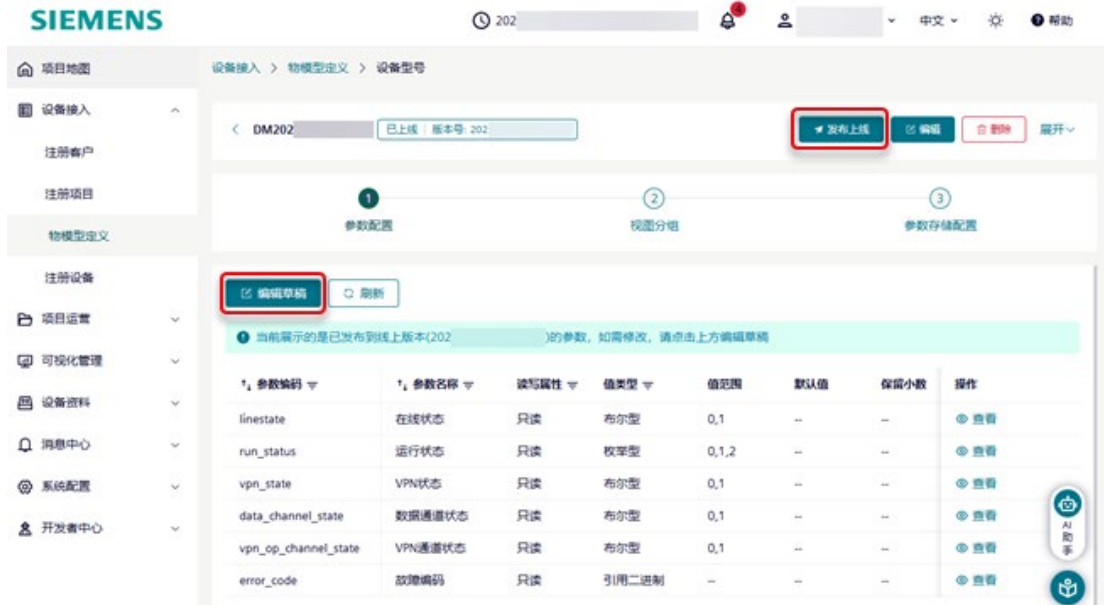 SIEMENS
202
4
中文
帮助
项目地图
设备接入
注册客户
注册项目
物模型定义
注册设备
项目运营
可视化管理
设备资料
消息中心
系统配置
开发者中心
设备接入 > 物模型定义 > 设备型号
< DM202 已上线 | 版本号: 202
发布上线 编辑 删除 展开
1 2 3
参数配置 视图分组 参数存储配置
编辑草稿 刷新
当前展示的是已发布到线上版本(202 )的参数，如需修改，请点击上方编辑草稿
参数编码 参数名称 读写属性 值类型 值范围 默认值 保留小数 操作
linestate 在线状态 只读 布尔型 0,1 -- -- 查看
run_status 运行状态 只读 枚举型 0,1,2 -- -- 查看
vpn_state VPN状态 只读 布尔型 0,1 -- -- 查看
data_channel_state 数据通道状态 只读 布尔型 0,1 -- -- 查看
vpn_op_channel_state VPN通道状态 只读 布尔型 0,1 -- -- 查看
error_code 故障编码 只读 引用二进制 -- -- -- 查看
AI
助
手